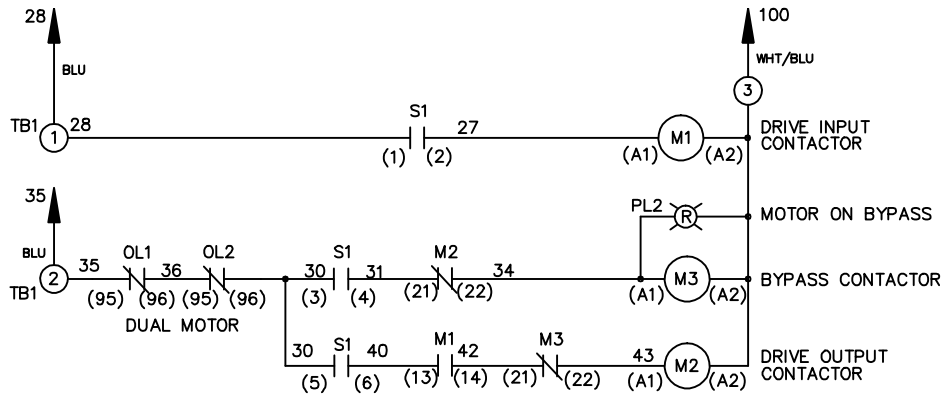 28
100
BLU
WHT/BLU
3
TB1
1
28
S1
27
M1
DRIVE INPUT
CONTACTOR
(1) (2)
(A1) (A2)
35
PL2
R
MOTOR ON BYPASS
BLU
2
TB1
35
OL1
36
OL2
30
S1
31
M2
34
M3
BYPASS CONTACTOR
(95) (96) (95) (96)
(3) (4)
(21) (22)
(A1) (A2)
DUAL MOTOR
30
S1
40
M1
42
M3
43
M2
DRIVE OUTPUT
CONTACTOR
(5) (6)
(13) (14)
(21) (22)
(A1) (A2)